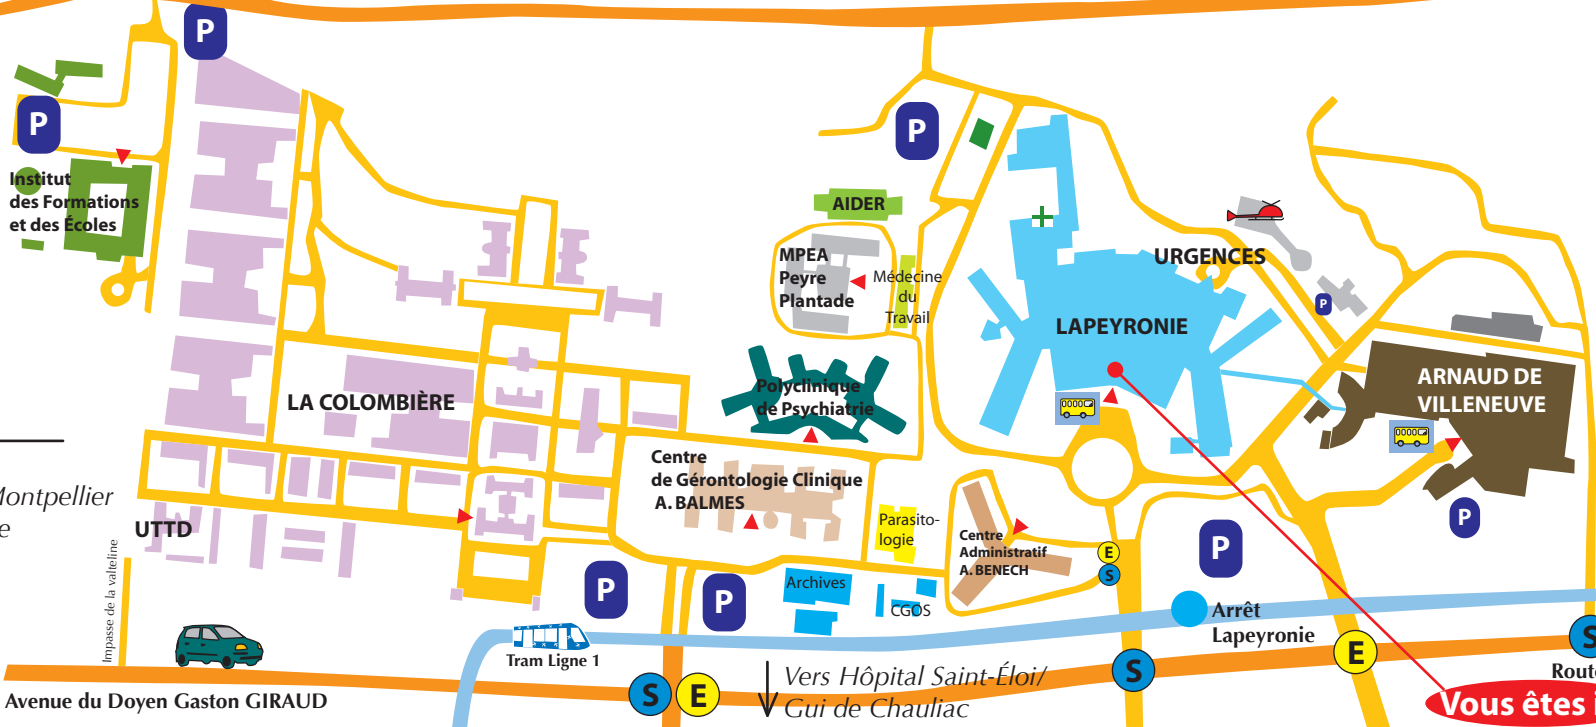 P
P
Institut
des Formations
et des Écoles
P
AIDER
MPEA
Peyre
Plantade
Médecine
du
Travail
URGENCES
P
LAPEYRONIE
ARNAUD DE
VILLENEUVE
LA COLOMBIÈRE
Polyclinique
de Psychiatrie
Centre
de Gérontologie Clinique
A. BALMES
Montpellier
UTTD
Parasito-
logie
Centre
Administratif
A. BENECH
E
S
P
P
Impasse de la valteline
P
P
Archives
CGOS
Arrêt
Lapeyronie
Tram Ligne 1
S
E
S
E
S
Route
Vers Hôpital Saint-Éloi/
Gui de Chauliac
Avenue du Doyen Gaston GIRAUD
Vous êtes